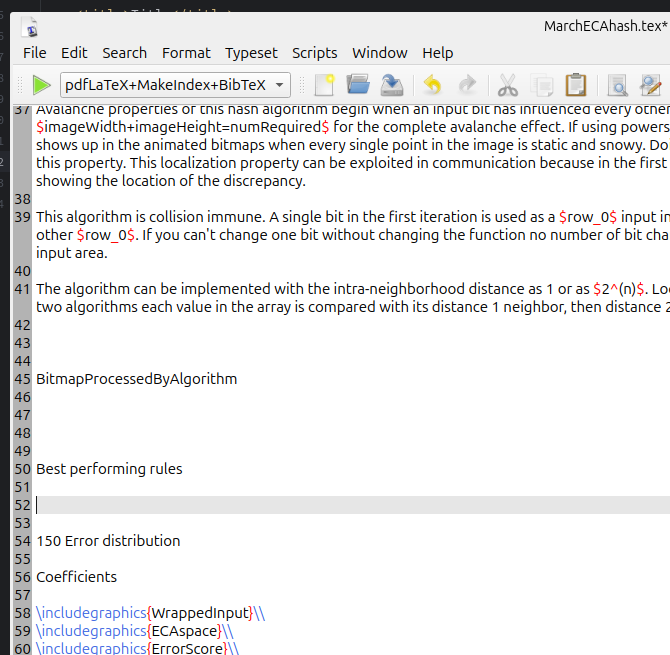 MarchECAhash.tex*
File Edit Search Format Typeset Scripts Window Help
pdfLaTeX+MakeIndex+BibTeX
37 Avalanche properties of this hash algorithm begin when an input bit has influenced every other
$imageWidth+imageHeight=numRequired$ for the complete avalanche effect. If using powers
shows up in the animated bitmaps when every single point in the image is static and snowy. Do
this property. This localization property can be exploited in communication because in the first
showing the location of the discrepancy.
38
39 This algorithm is collision immune. A single bit in the first iteration is used as a $row_0$ input in
other $row_0$. If you can't change one bit without changing the function no number of bit cha
input area.
40
41 The algorithm can be implemented with the intra-neighborhood distance as 1 or as $2^(n)$. Lo
two algorithms each value in the array is compared with its distance 1 neighbor, then distance 2
42
43
44
45 BitmapProcessedByAlgorithm
46
47
48
49
50 Best performing rules
51
52
53
54 150 Error distribution
55
56 Coefficients
57
58 \includegraphics{WrappedInput}\\
59 \includegraphics{ECAspace}\\
60 \includegraphics{ErrorScore}\\